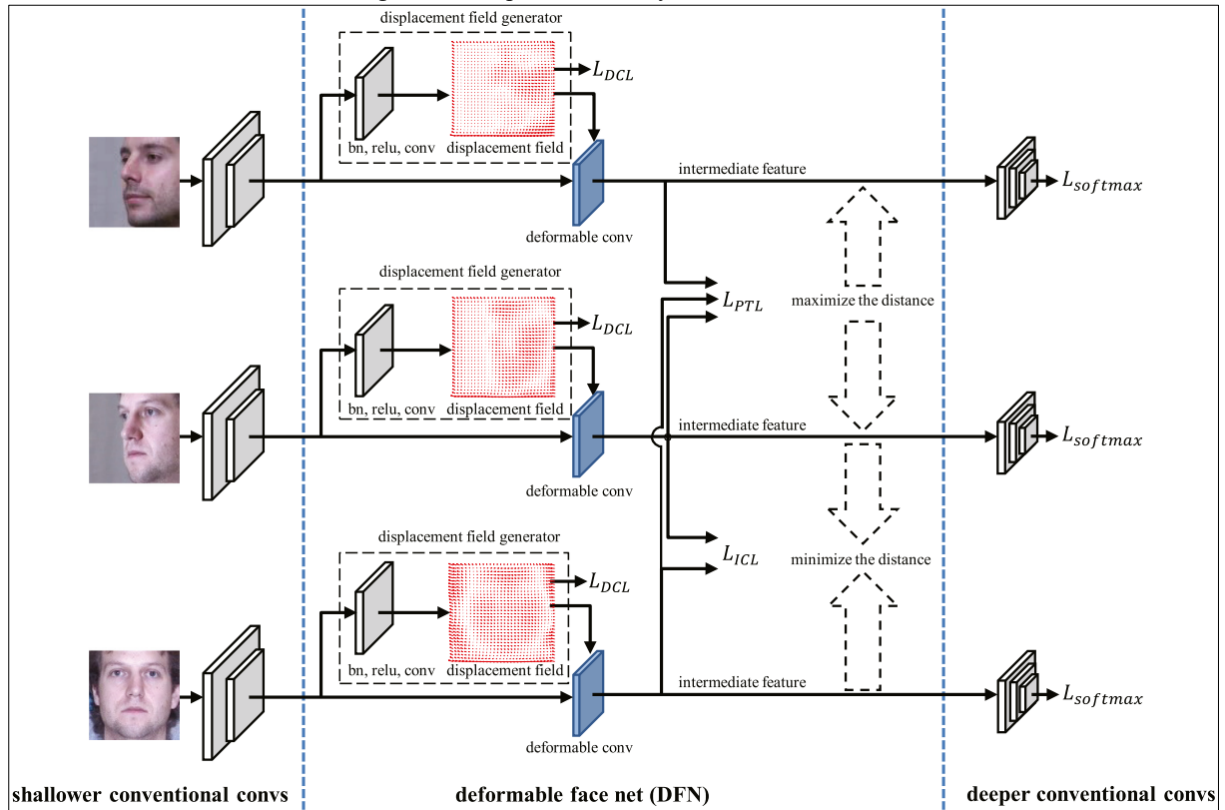 displacement field generator
L_DCL
bn, relu, conv displacement field
intermediate feature
L_softmax
deformable conv
displacement field generator
L_PTL
maximize the distance
L_DCL
bn, relu, conv displacement field
intermediate feature
L_softmax
deformable conv
displacement field generator
L_ICL
minimize the distance
L_DCL
bn, relu, conv displacement field
intermediate feature
L_softmax
deformable conv
shallower conventional convs deformable face net (DFN) deeper conventional convs